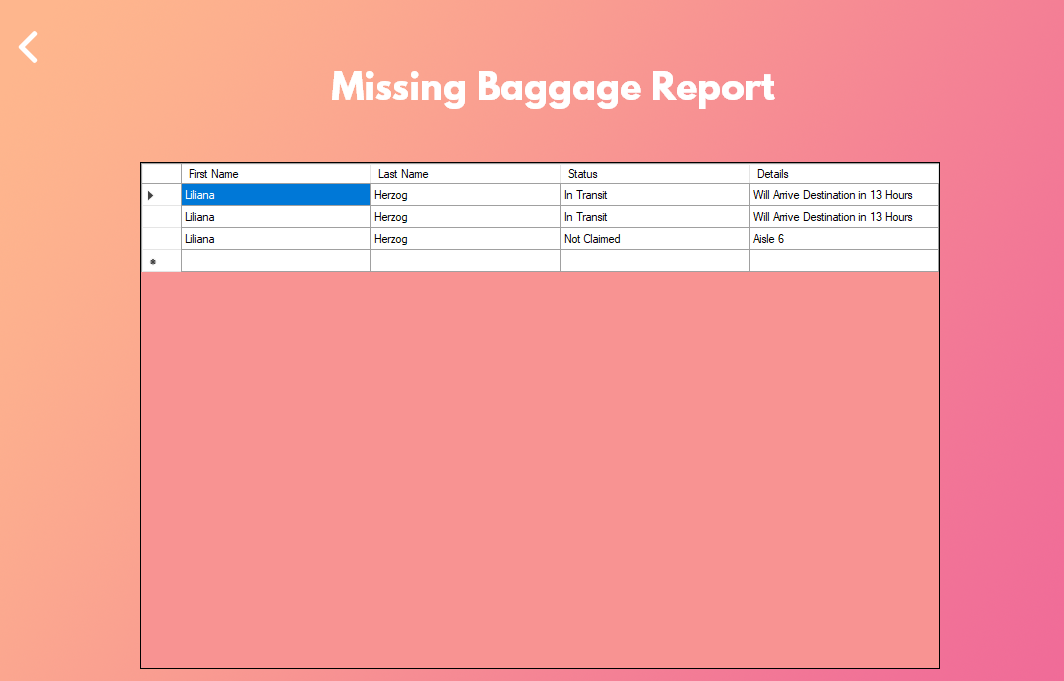 Missing Baggage Report
First Name Last Name Status Details
Liliana Herzog In Transit Will Arrive Destination in 13 Hours
Liliana Herzog In Transit Will Arrive Destination in 13 Hours
Liliana Herzog Not Claimed Aisle 6